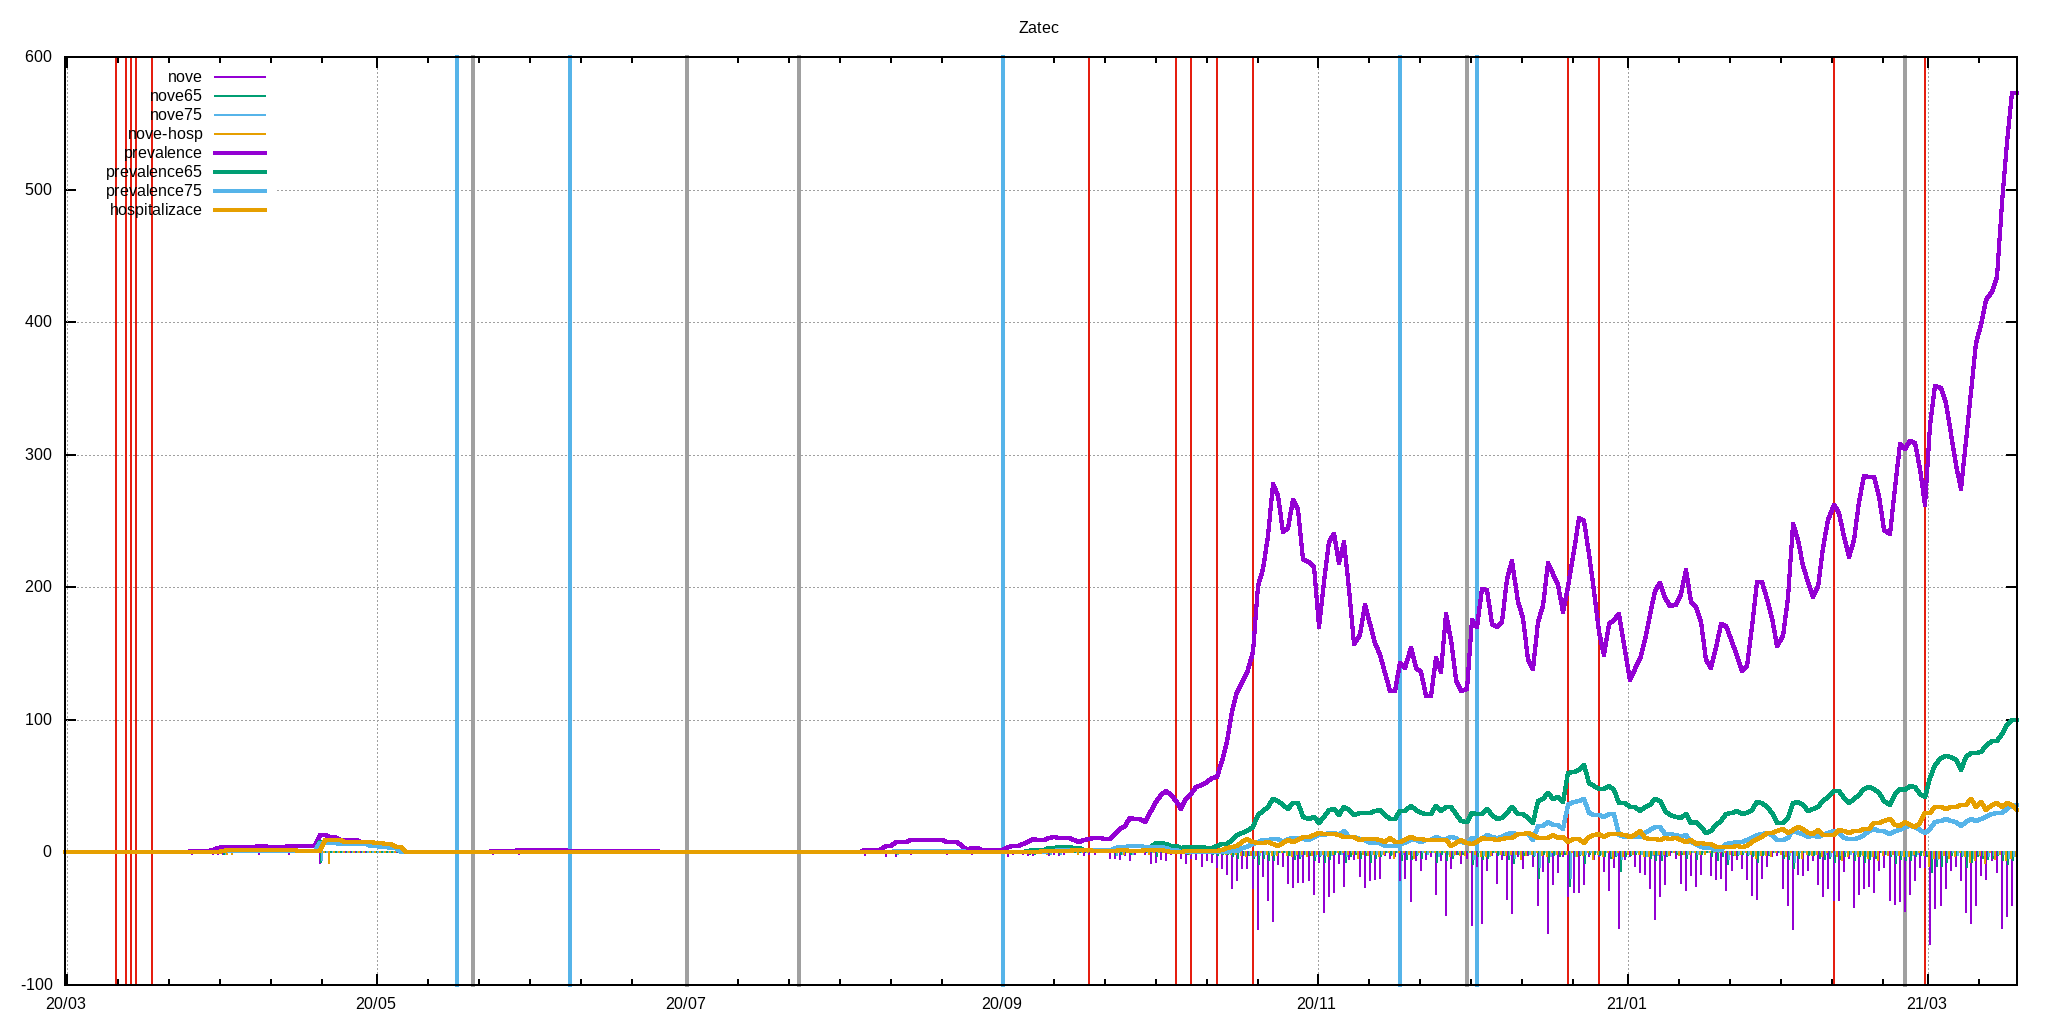 Zatec
600
500
400
300
200
100
0
-100
nove
nove65
nove75
nove-hosp
prevalence
prevalence65
prevalence75
hospitalizace
20/03 20/05 20/07 20/09 20/11 21/01 21/03